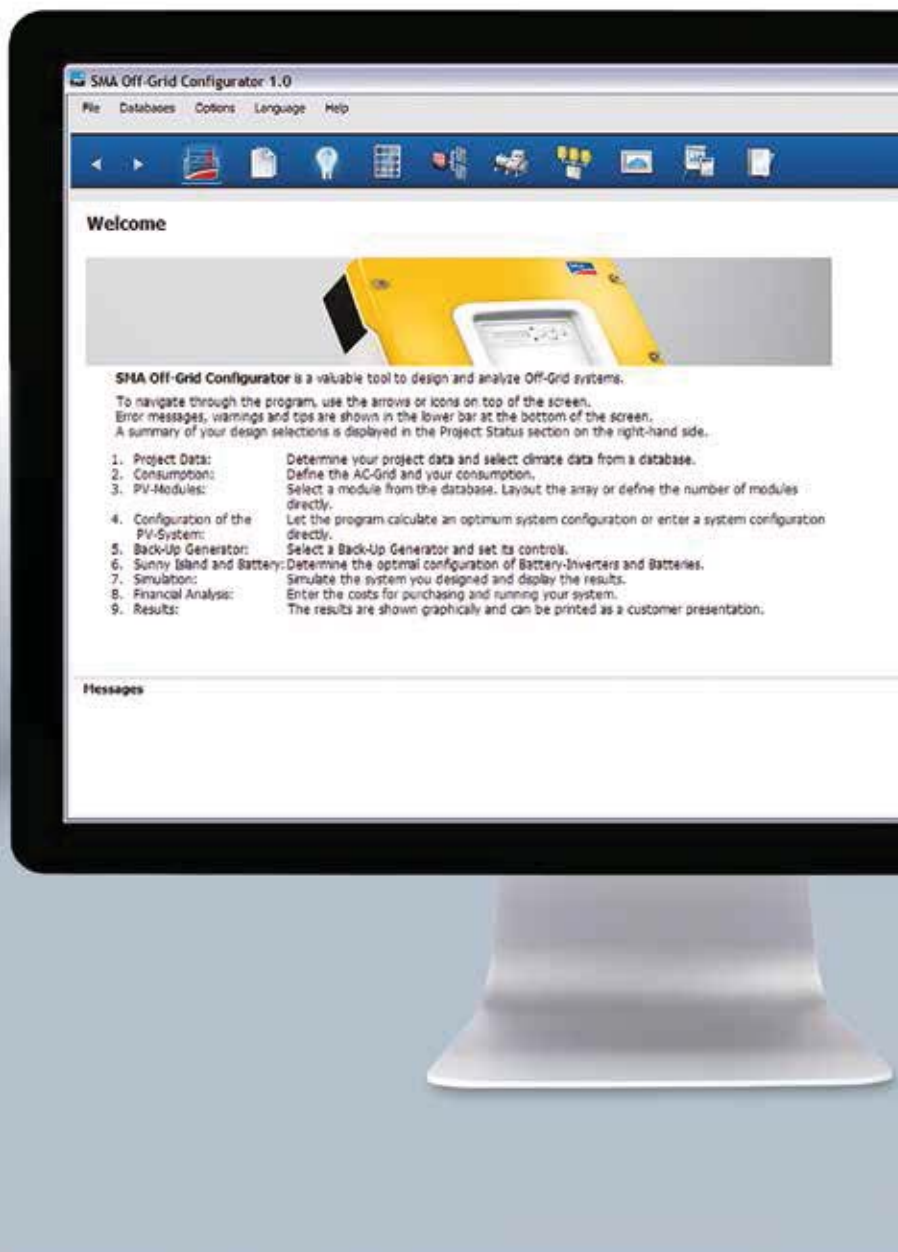 SMA Off-Grid Configurator 1.0
File Databases Options Language Help
Welcome
SMA
SMA Off-Grid Configurator is a valuable tool to design and analyze Off-Grid systems.
To navigate through the program, use the arrows or icons on top of the screen.
Error messages, warnings and tips are shown in the lower bar at the bottom of the screen.
A summary of your design selections is displayed in the Project Status section on the right-hand side.
1. Project Data: Determine your project data and select climate data from a database.
2. Consumption: Define the AC-Grid and your consumption.
3. PV-Modules: Select a module from the database. Layout the array or define the number of modules
directly.
4. Configuration of the Let the program calculate an optimum system configuration or enter a system configuration
PV-System: directly.
5. Back-Up Generator: Select a Back-Up Generator and set its controls.
6. Sunny Island and Battery: Determine the optimal configuration of Battery-Inverters and Batteries.
7. Simulation: Simulate the system you designed and display the results.
8. Financial Analysis: Enter the costs for purchasing and running your system.
9. Results: The results are shown graphicaly and can be printed as a customer presentation.
Messages